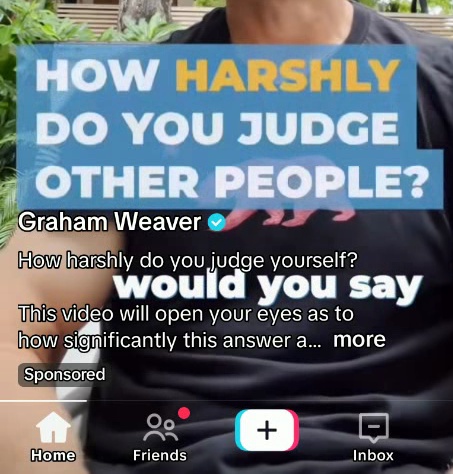 HOW HARSHLY
DO YOU JUDGE
OTHER PEOPLE?
Graham Weaver
How harshly do you judge yourself?
would you say
This video will open your eyes as to
how significantly this answer a... more
Sponsored
Home Friends Inbox